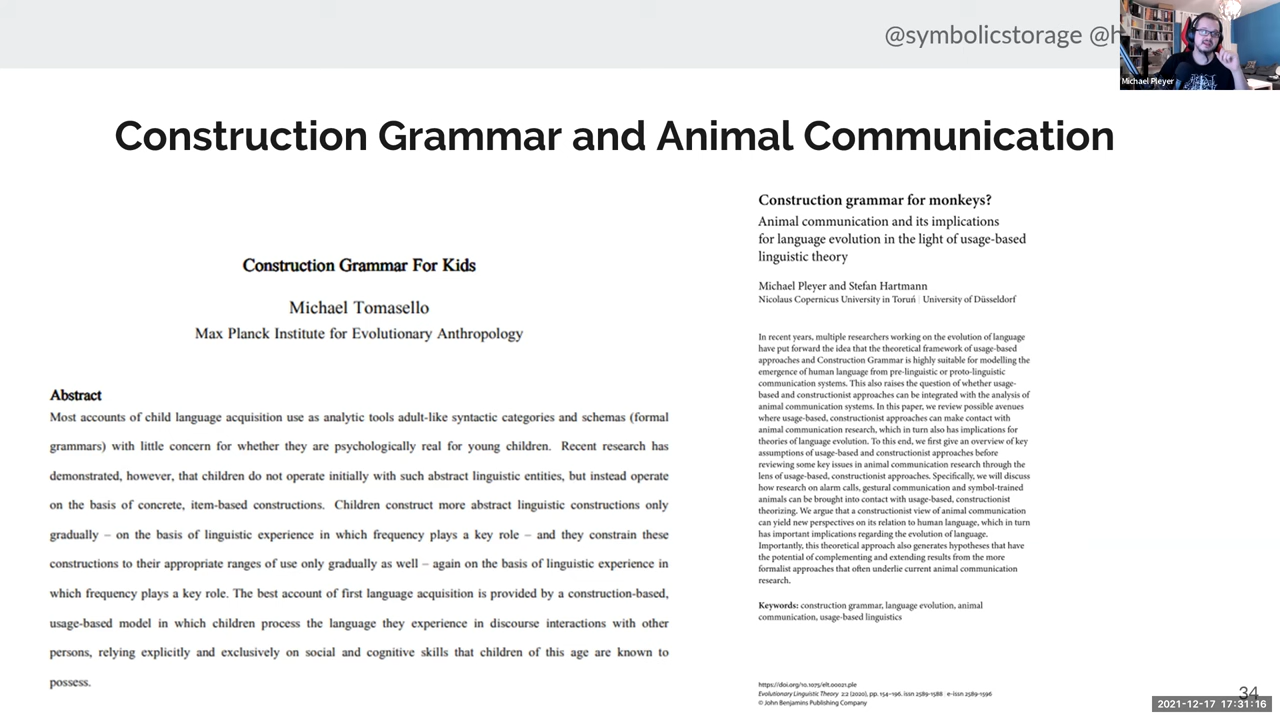 @symbolicstorage @h
Michael Pleyer
Construction Grammar and Animal Communication
Construction Grammar For Kids
Michael Tomasello
Max Planck Institute for Evolutionary Anthropology
Abstract
Most accounts of child language acquisition use as analytic tools adult-like syntactic categories and schemas (formal
grammars) with little concern for whether they are psychologically real for young children. Recent research has
demonstrated, however, that children do not operate initially with such abstract linguistic entities, but instead operate
on the basis of concrete, item-based constructions. Children construct more abstract linguistic constructions only
gradually – on the basis of linguistic experience in which frequency plays a key role – and they constrain these
constructions to their appropriate ranges of use only gradually as well – again on the basis of linguistic experience in
which frequency plays a key role. The best account of first language acquisition is provided by a construction-based,
usage-based model in which children process the language they experience in discourse interactions with other
persons, relying explicitly and exclusively on social and cognitive skills that children of this age are known to
possess.
Construction grammar for monkeys?
Animal communication and its implications
for language evolution in the light of usage-based
linguistic theory
Michael Pleyer and Stefan Hartmann
Nicolaus Copernicus University in Toruń | University of Düsseldorf
In recent years, multiple researchers working on the evolution of language
have put forward the idea that the theoretical framework of usage-based
approaches and Construction Grammar is highly suitable for modelling the
emergence of human language from pre-linguistic or proto-linguistic
communication systems. This also raises the question of whether usage-
based and constructionist approaches can be integrated with the analysis of
animal communication systems. In this paper, we review possible avenues
where usage-based, constructionist approaches can make contact with
animal communication research, which in turn also has implications for
theories of language evolution. To this end, we first give an overview of key
assumptions of usage-based and constructionist approaches before
reviewing some key issues in animal communication research through the
lens of usage-based, constructionist approaches. Specifically, we will discuss
how research on alarm calls, gestural communication and symbol-trained
animals can be brought into contact with usage-based, constructionist
theorizing. We argue that a constructionist view of animal communication
can yield new perspectives on its relation to human language, which in turn
has important implications regarding the evolution of language.
Importantly, this theoretical approach also generates hypotheses that have
the potential of complementing and extending results from the more
formalist approaches that often underlie current animal communication
research.
Keywords: construction grammar, language evolution, animal
communication, usage-based linguistics
https://doi.org/10.1075/elt.00021.ple
Evolutionary Linguistic Theory 2:2 (2020), pp. 154–196. issn 2589-1588 | e-issn 2589-1596
© John Benjamins Publishing Company
34
2021-12-17 17:31:16